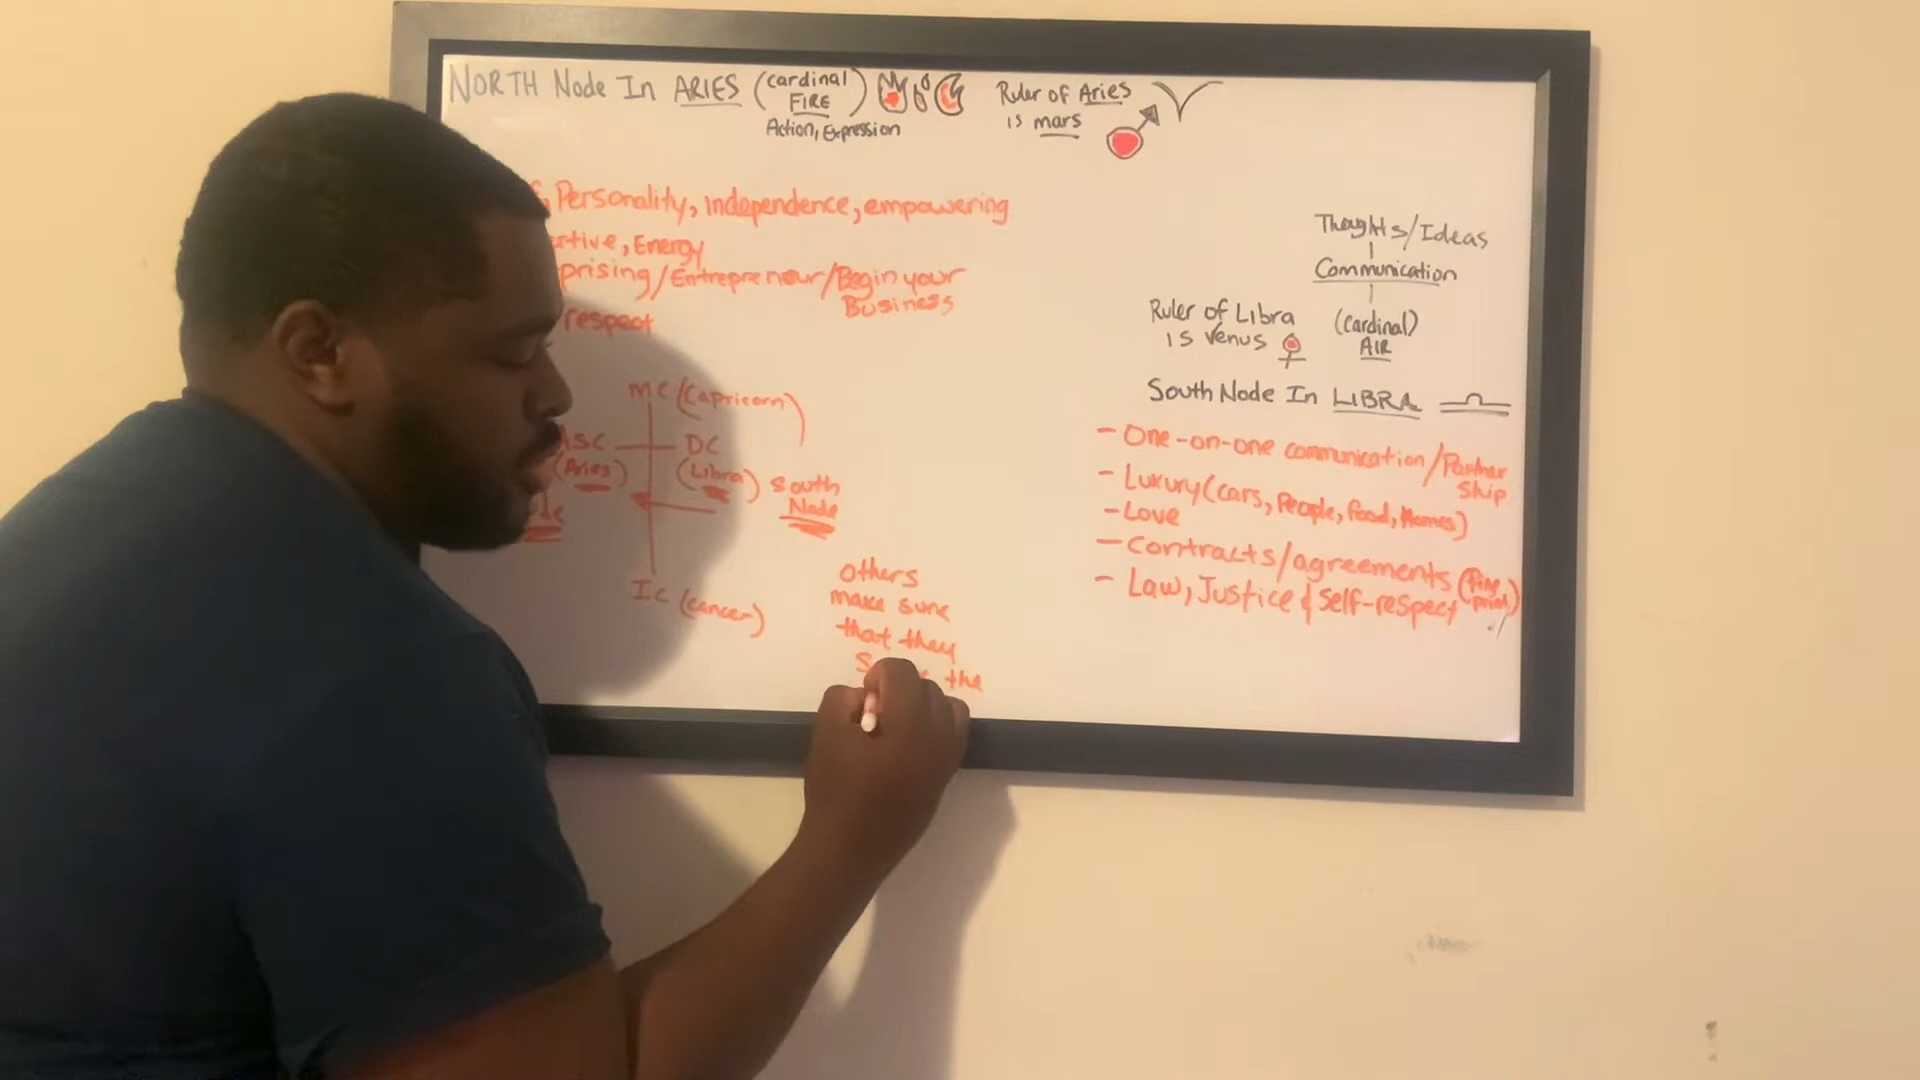 NORTH Node In ARIES (cardinal FIRE)
Action, Expression
Ruler of Aries
is mars
Personality, Independence, empowering
Energy
/Entrepreneur/Begin your
Business
respect
MC (Capricorn)
ASC DC
(Aries) (Libra)
South
Node
IC (cancer)
others
make sure
that they
the
Thoughts/Ideas
Communication
(cardinal)
AIR
Ruler of Libra
is Venus
South Node In LIBRA
- One-on-one communication/Partner
Ship
- Luxury (cars, People, food, Homes)
- Love
- Contracts/agreements (fine
print)
- Law, Justice & Self-respect